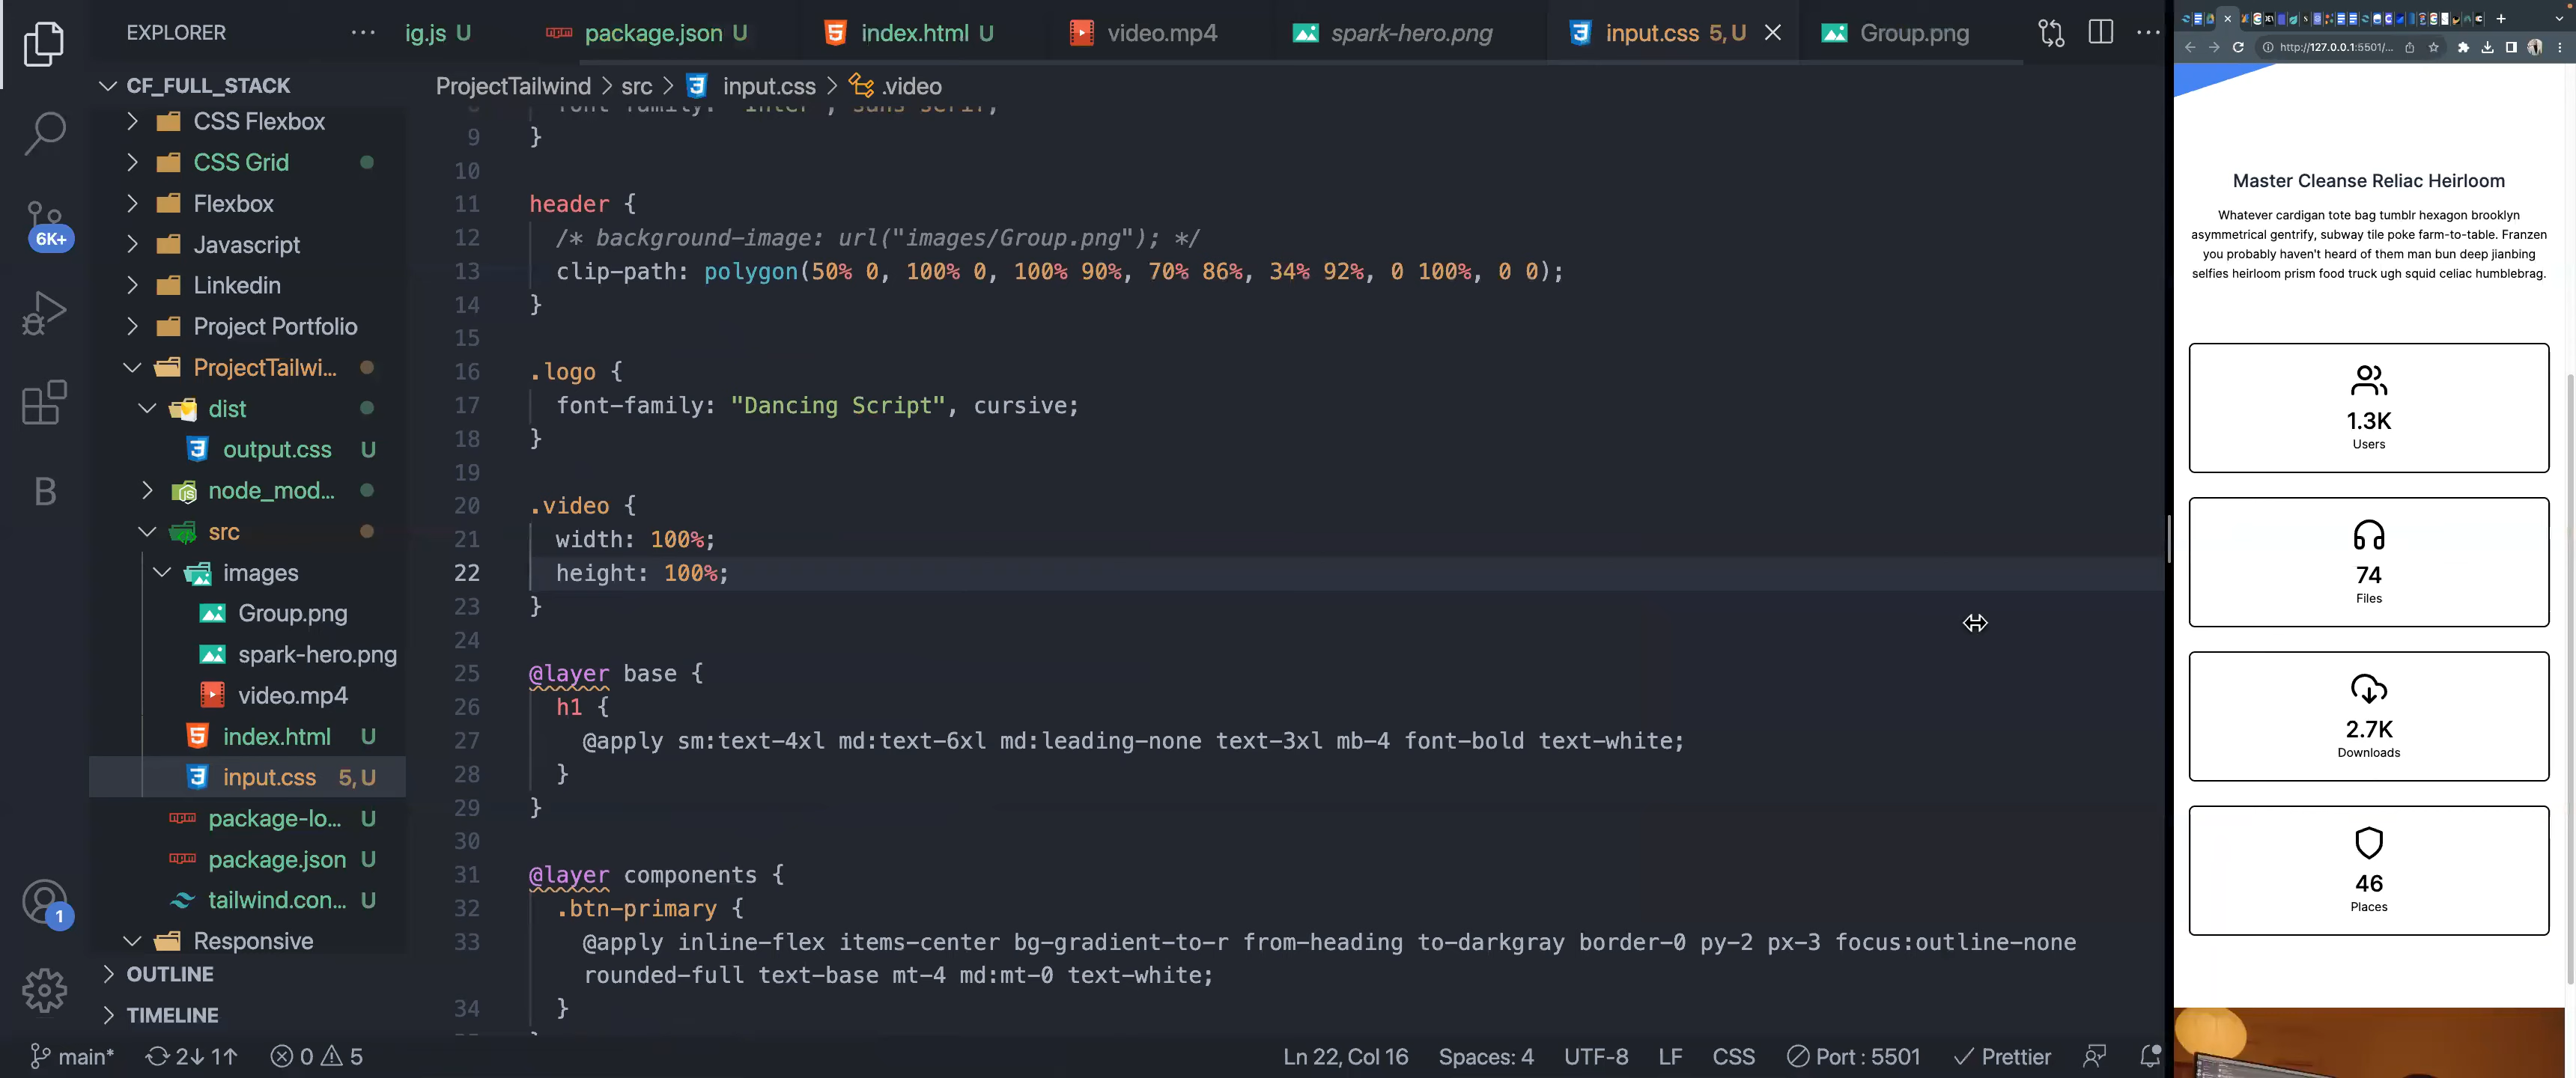 EXPLORER
···
ig.js U
package.json U
index.html U
video.mp4
spark-hero.png
input.css 5, U
Group.png
···
CF_FULL_STACK
CSS Flexbox
CSS Grid
Flexbox
Javascript
Linkedin
Project Portfolio
ProjectTailwi...
dist
output.css U
node_mod...
src
images
Group.png
spark-hero.png
video.mp4
index.html U
input.css 5, U
package-lo... U
package.json U
tailwind.con... U
Responsive
OUTLINE
TIMELINE
6K+
B
1
ProjectTailwind > src > input.css > .video
8 font-family: "Inter", sans-serif;
9 }
10
11 header {
12 /* background-image: url("images/Group.png"); */
13 clip-path: polygon(50% 0, 100% 0, 100% 90%, 70% 86%, 34% 92%, 0 100%, 0 0);
14 }
15
16 .logo {
17 font-family: "Dancing Script", cursive;
18 }
19
20 .video {
21 width: 100%;
22 height: 100%;
23 }
24
25 @layer base {
26 h1 {
27 @apply sm:text-4xl md:text-6xl md:leading-none text-3xl mb-4 font-bold text-white;
28 }
29 }
30
31 @layer components {
32 .btn-primary {
33 @apply inline-flex items-center bg-gradient-to-r from-heading to-darkgray border-0 py-2 px-3 focus:outline-none
rounded-full text-base mt-4 md:mt-0 text-white;
34 }
main* 2↓ 1↑ 0 5
Ln 22, Col 16 Spaces: 4 UTF-8 LF CSS Port : 5501 Prettier
http://127.0.0.1:5501/...
Master Cleanse Reliac Heirloom
Whatever cardigan tote bag tumblr hexagon brooklyn
asymmetrical gentrify, subway tile poke farm-to-table. Franzen
you probably haven't heard of them man bun deep jianbing
selfies heirloom prism food truck ugh squid celiac humblebrag.
1.3K
Users
74
Files
2.7K
Downloads
46
Places